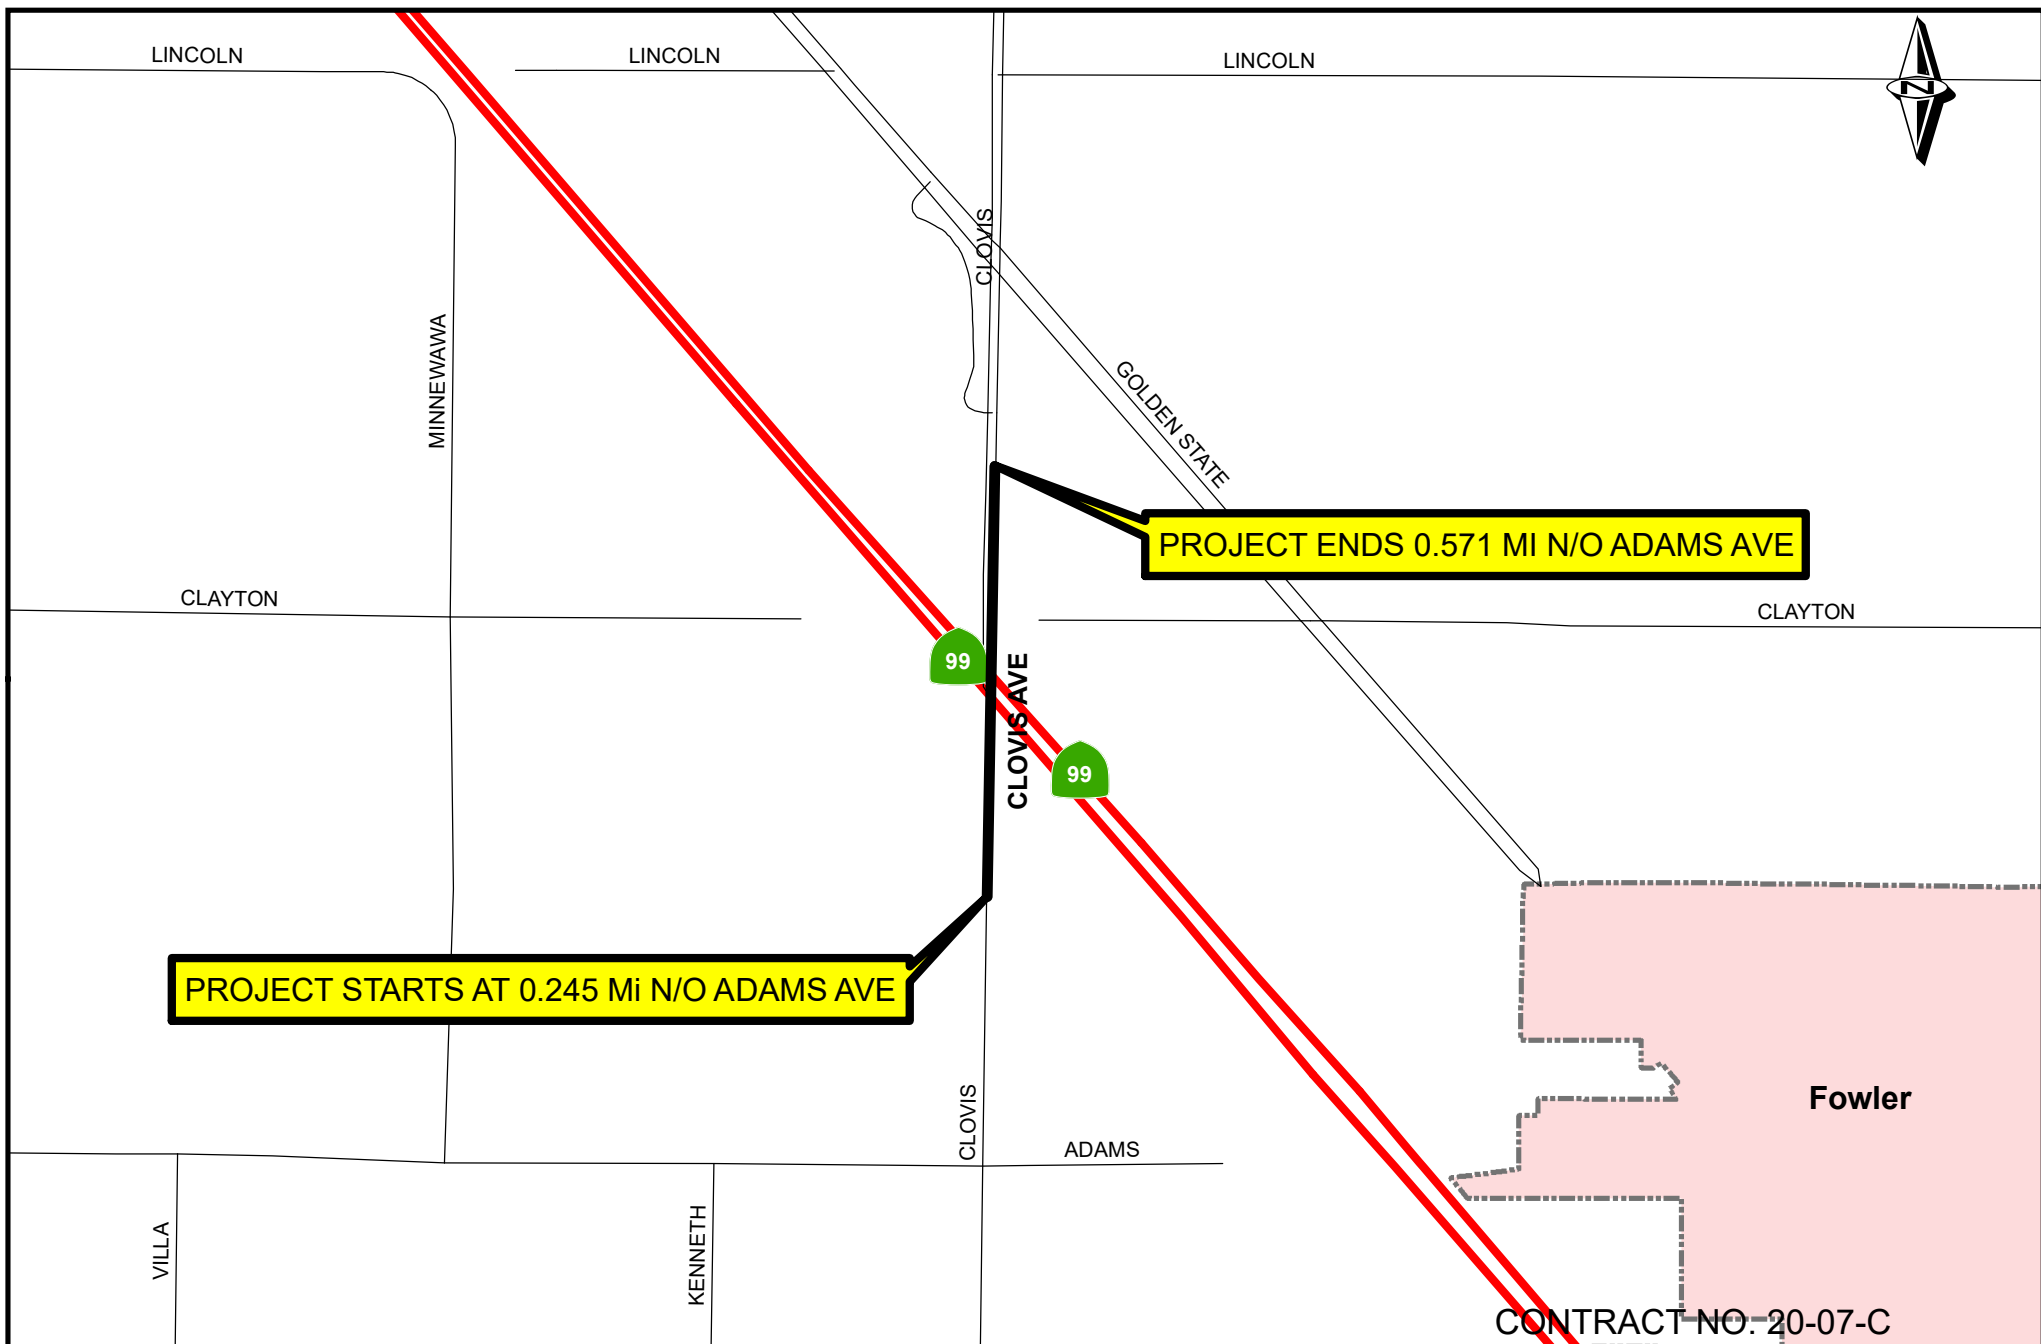 LINCOLN
LINCOLN
LINCOLN
N
CLOVIS
MINNEWAWA
GOLDEN STATE
PROJECT ENDS 0.571 MI N/O ADAMS AVE
CLAYTON
CLAYTON
99
CLOVIS AVE
99
PROJECT STARTS AT 0.245 Mi N/O ADAMS AVE
Fowler
CLOVIS
ADAMS
VILLA
KENNETH
CONTRACT NO. 20-07-C